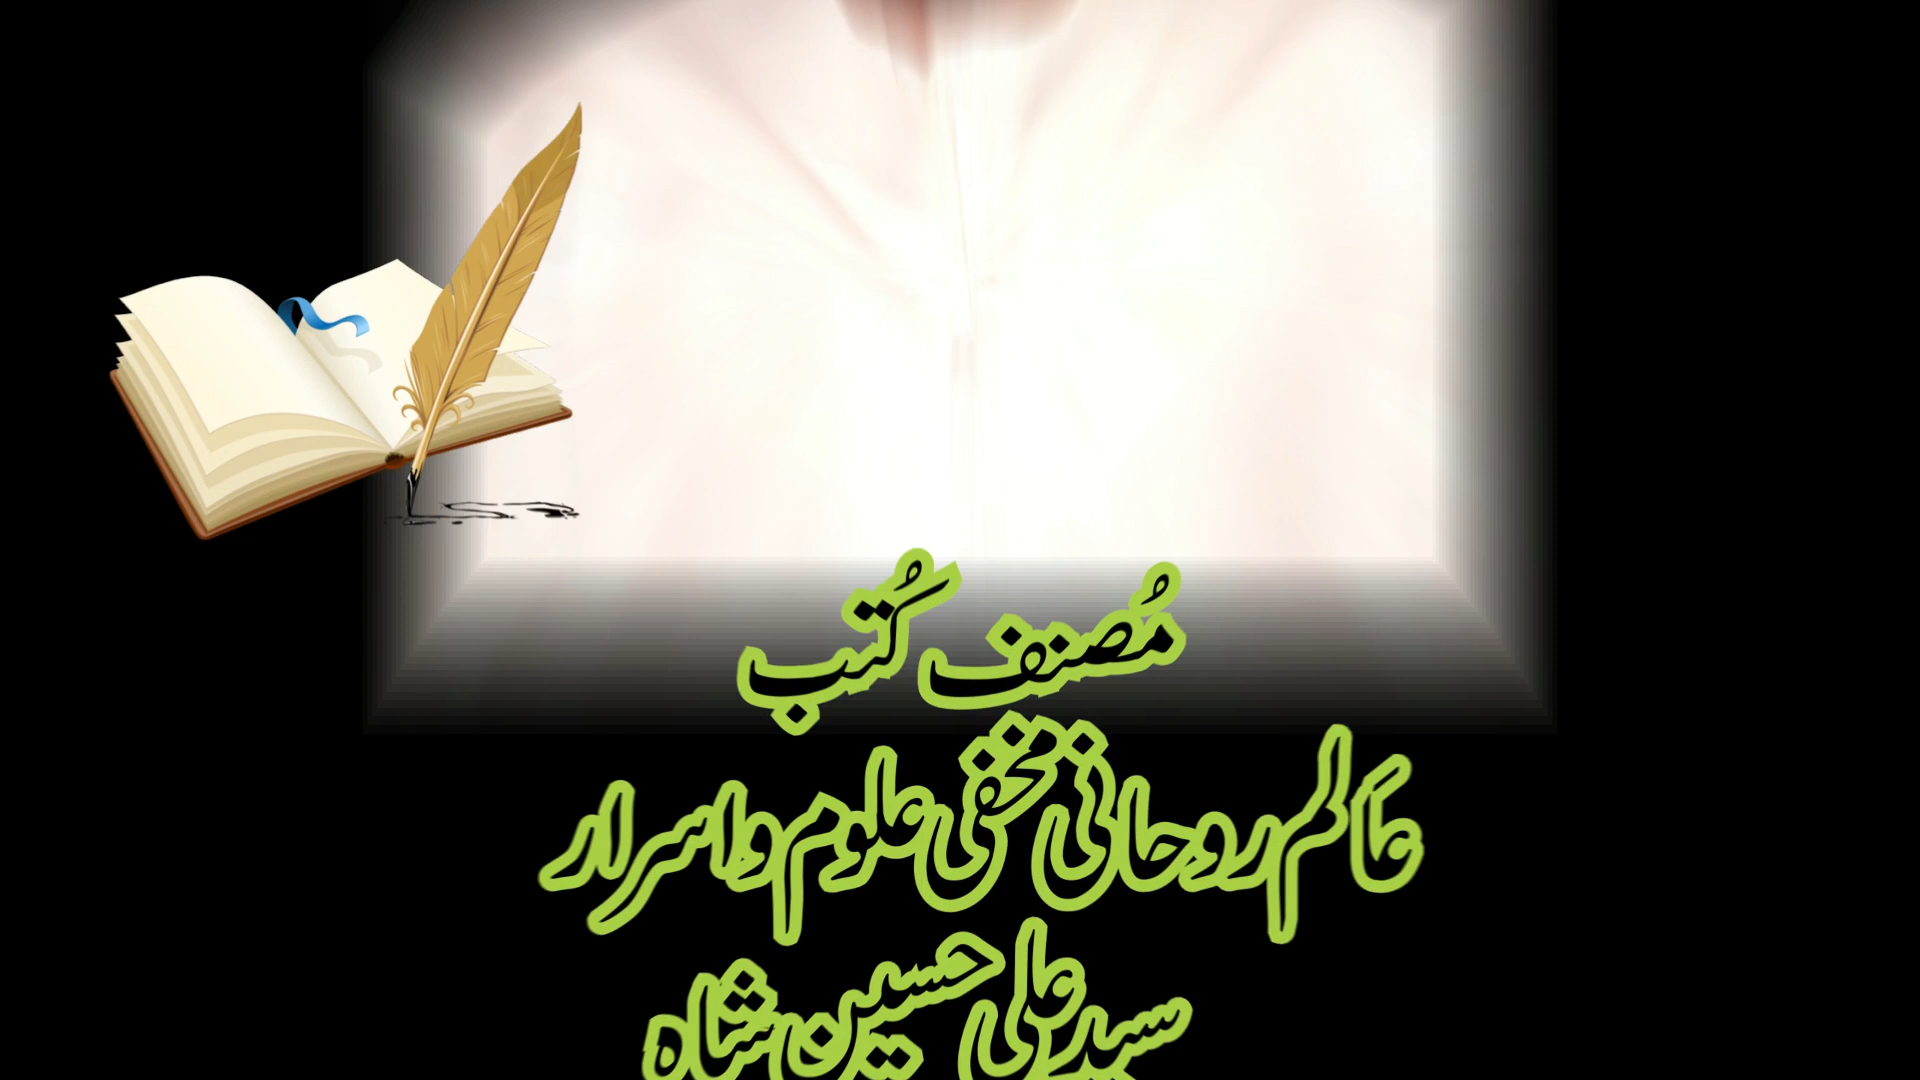 مُصنف کُتب
عالم روحانی مخفی علوم و اسرار
سید علی حسین شاہ